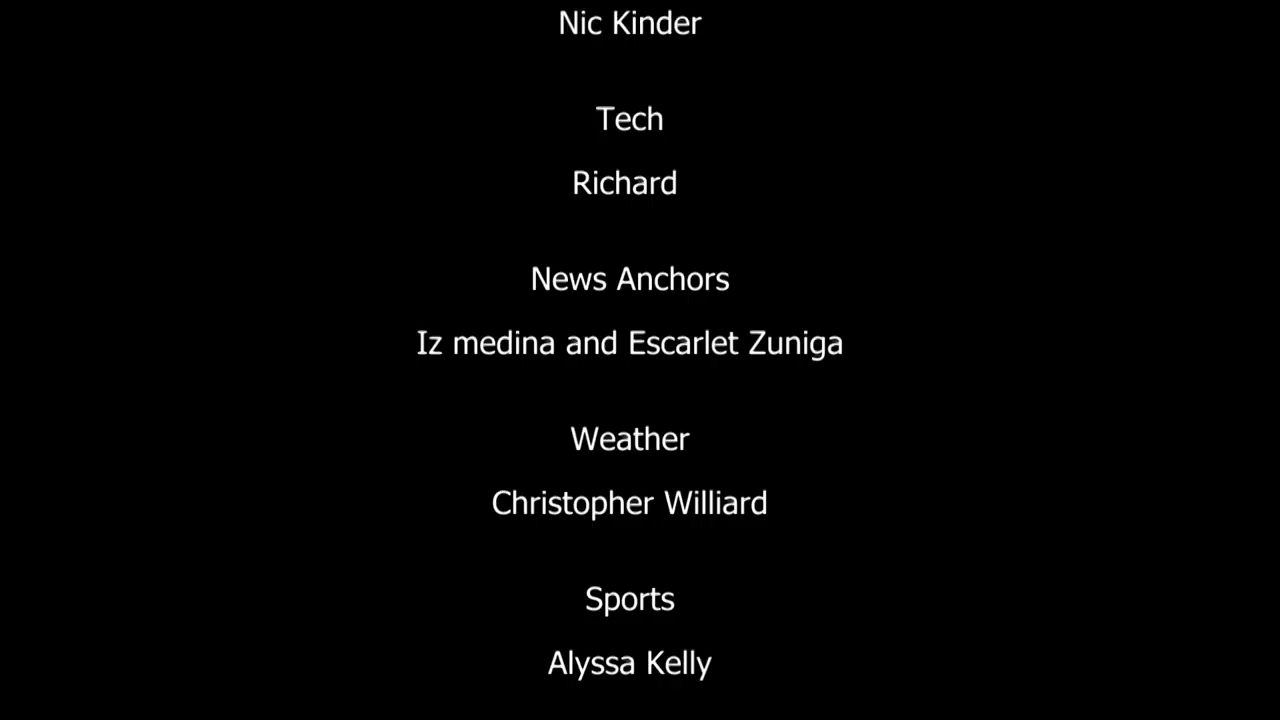 Nic Kinder
Tech
Richard
News Anchors
Iz medina and Escarlet Zuniga
Weather
Christopher Williard
Sports
Alyssa Kelly